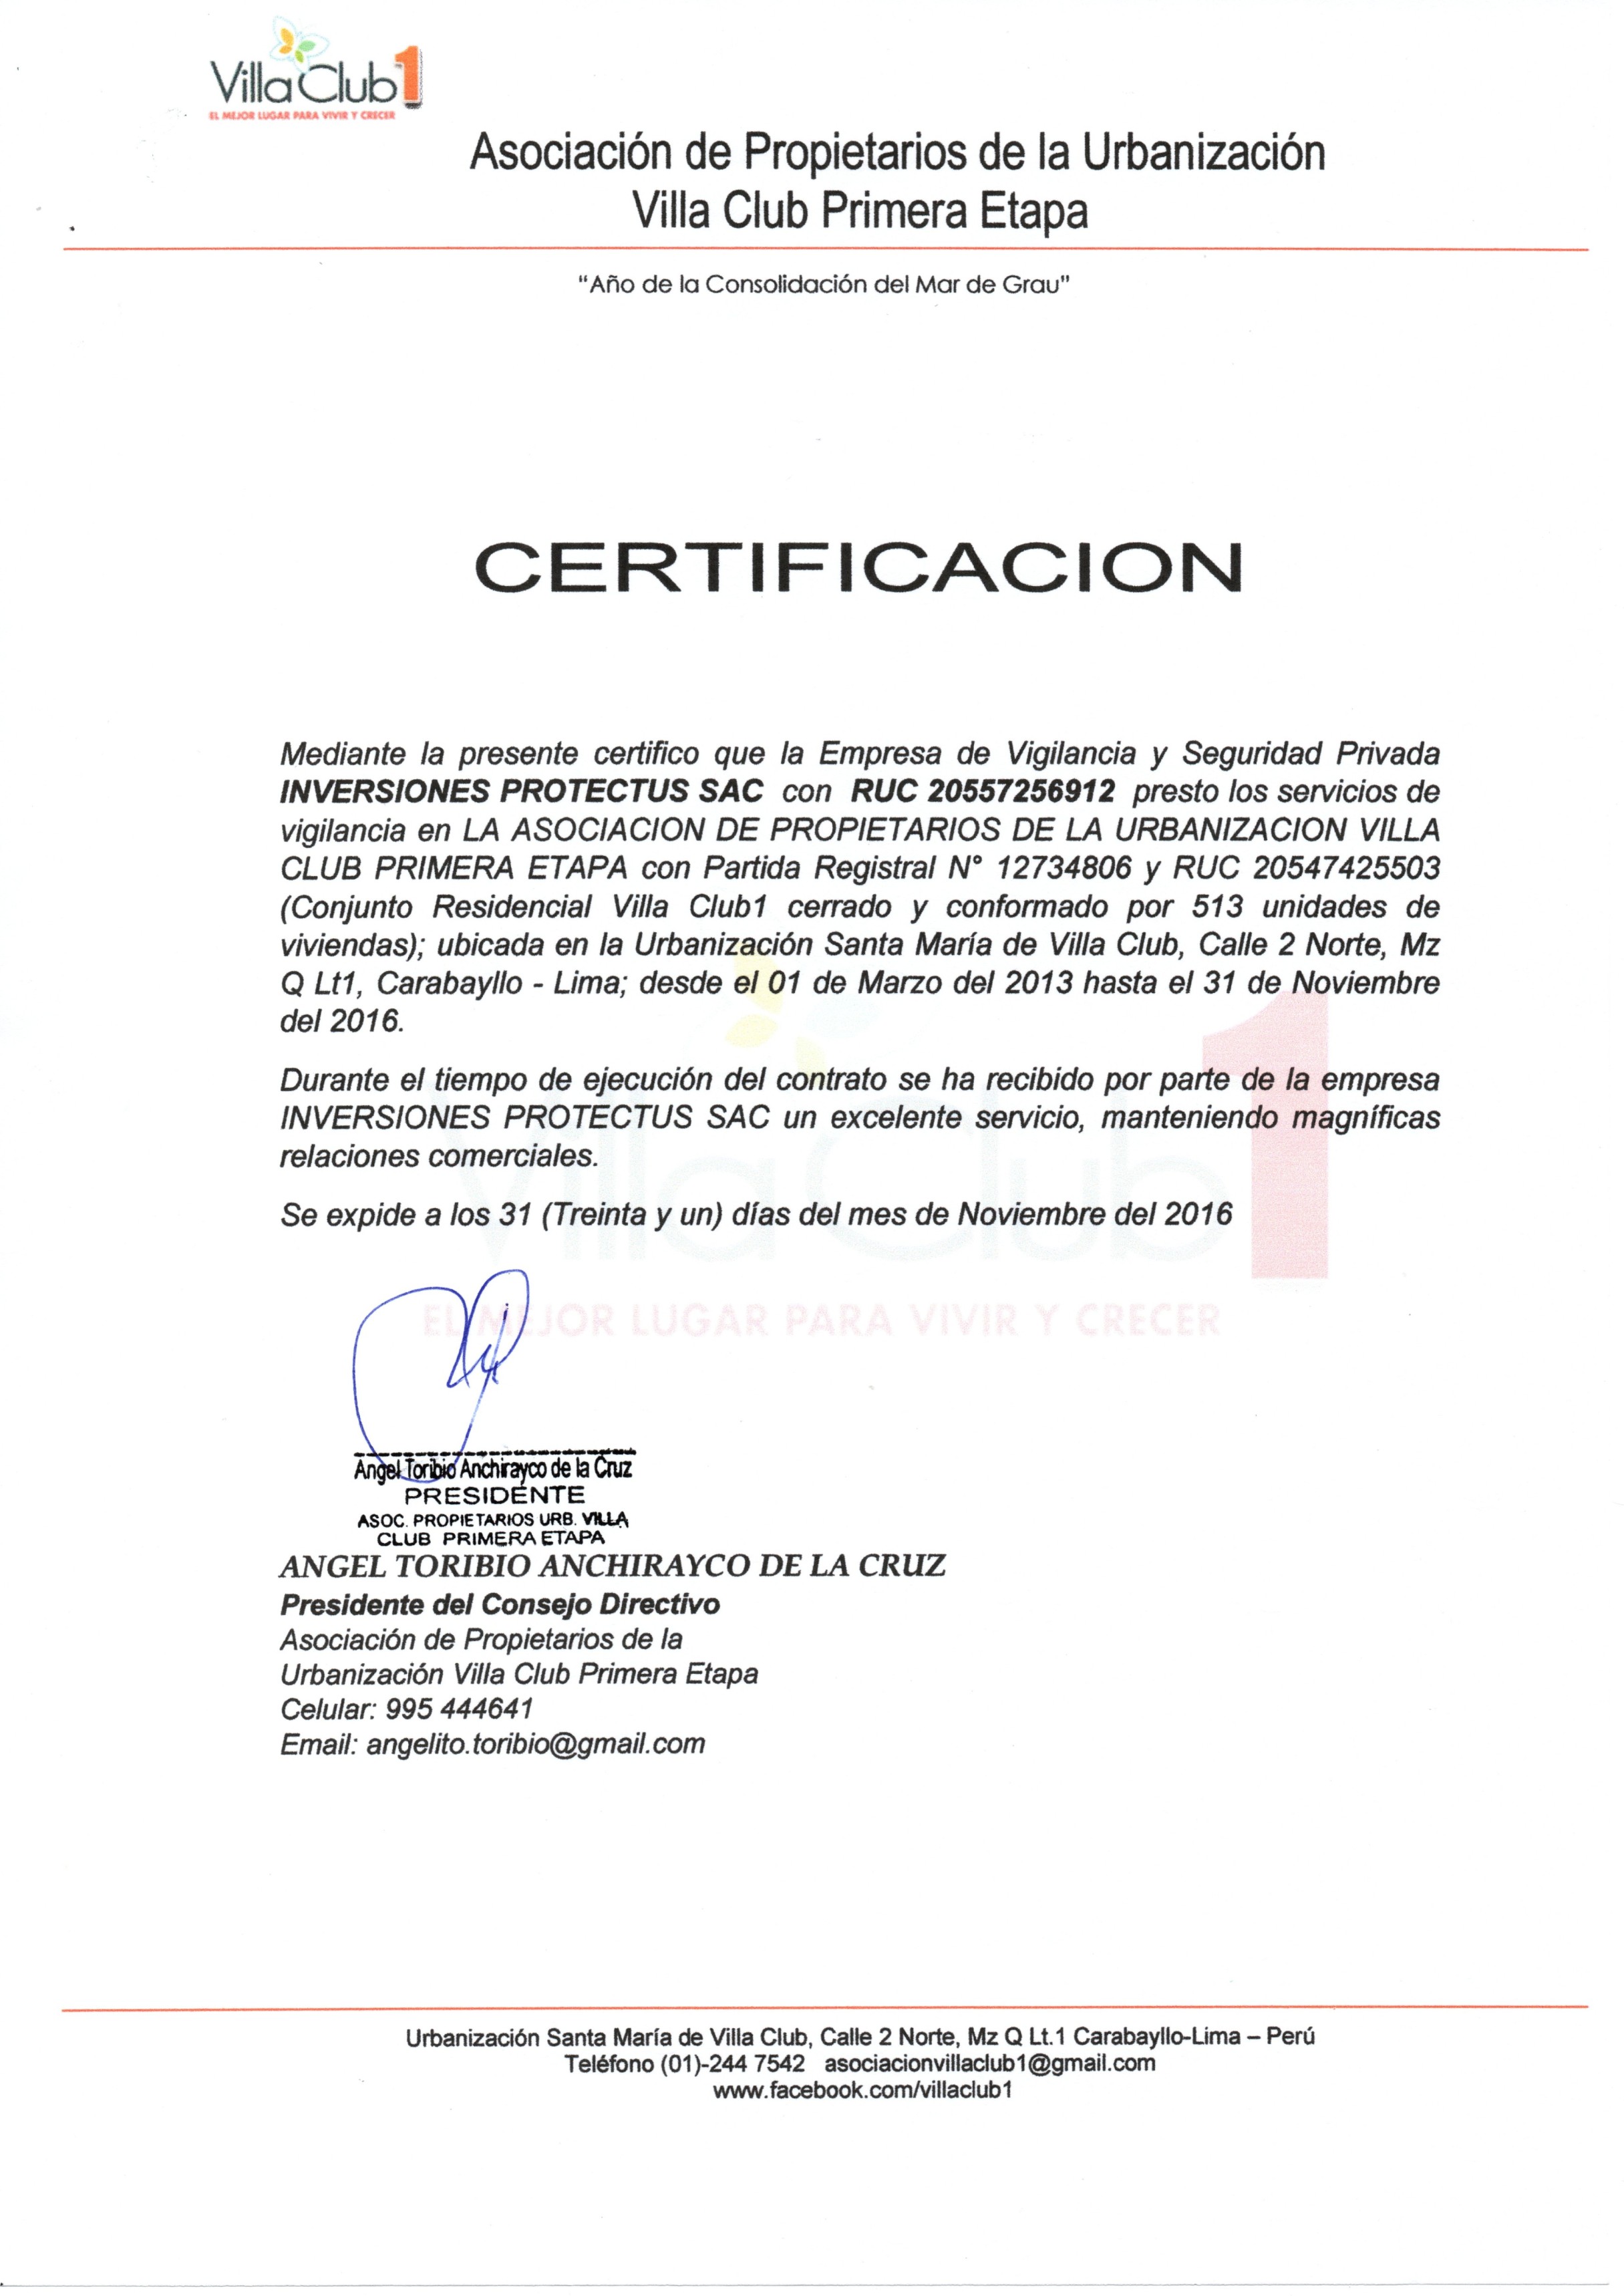 Villa Club 1
EL MEJOR LUGAR PARA VIVIR Y CRECER
Asociación de Propietarios de la Urbanización
Villa Club Primera Etapa
“Año de la Consolidación del Mar de Grau”
CERTIFICACION
Mediante la presente certifico que la Empresa de Vigilancia y Seguridad Privada
INVERSIONES PROTECTUS SAC con RUC 20557256912 presto los servicios de
vigilancia en LA ASOCIACION DE PROPIETARIOS DE LA URBANIZACION VILLA
CLUB PRIMERA ETAPA con Partida Registral N° 12734806 y RUC 20547425503
(Conjunto Residencial Villa Club1 cerrado y conformado por 513 unidades de
viviendas); ubicada en la Urbanización Santa María de Villa Club, Calle 2 Norte, Mz
Q Lt1, Carabayllo - Lima; desde el 01 de Marzo del 2013 hasta el 31 de Noviembre
del 2016.
Durante el tiempo de ejecución del contrato se ha recibido por parte de la empresa
INVERSIONES PROTECTUS SAC un excelente servicio, manteniendo magníficas
relaciones comerciales.
Se expide a los 31 (Treinta y un) días del mes de Noviembre del 2016
Villa Club 1
EL MEJOR LUGAR PARA VIVIR Y CRECER
Angel Toribio Anchirayco de la Cruz
PRESIDENTE
ASOC. PROPIETARIOS URB. VILLA
CLUB PRIMERA ETAPA
ANGEL TORIBIO ANCHIRAYCO DE LA CRUZ
Presidente del Consejo Directivo
Asociación de Propietarios de la
Urbanización Villa Club Primera Etapa
Celular: 995 444641
Email: angelito.toribio@gmail.com
Urbanización Santa María de Villa Club, Calle 2 Norte, Mz Q Lt.1 Carabayllo-Lima – Perú
Teléfono (01)-244 7542 asociacionvillaclub1@gmail.com
www.facebook.com/villaclub1